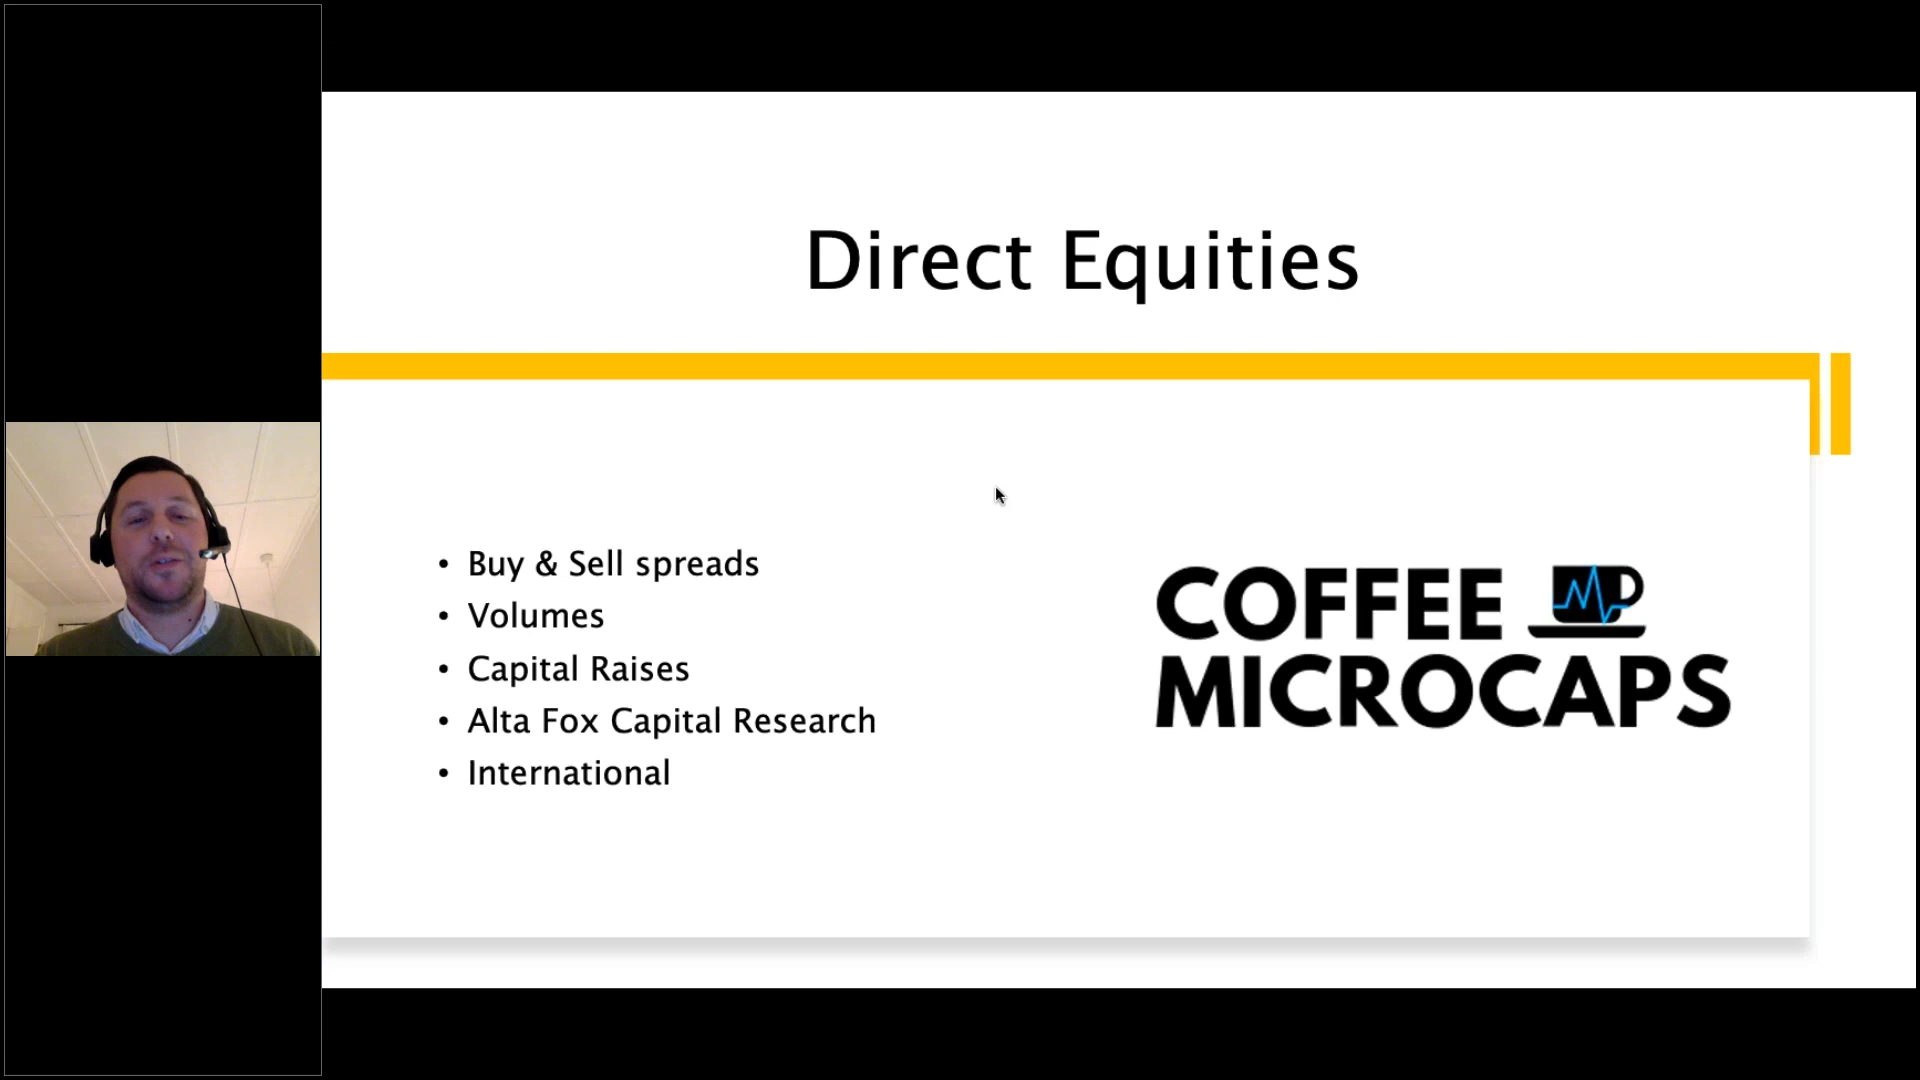 Direct Equities
• Buy & Sell spreads
• Volumes
• Capital Raises
• Alta Fox Capital Research
• International
COFFEE
MICROCAPS